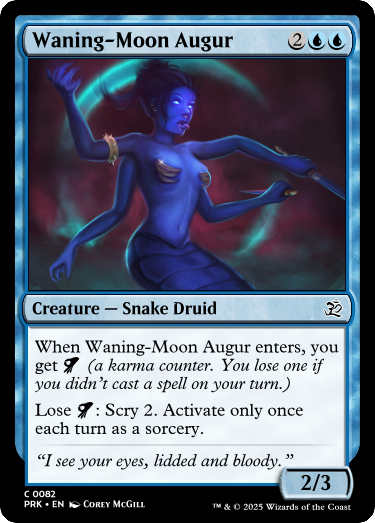 Waning-Moon Augur 2
Creature — Snake Druid
When Waning-Moon Augur enters, you
get (a karma counter. You lose one if
you didn't cast a spell on your turn.)
Lose : Scry 2. Activate only once
each turn as a sorcery.
“I see your eyes, lidded and bloody.”
2/3
C 0082
PRK • EN Corey McGill
™ & © 2025 Wizards of the Coast